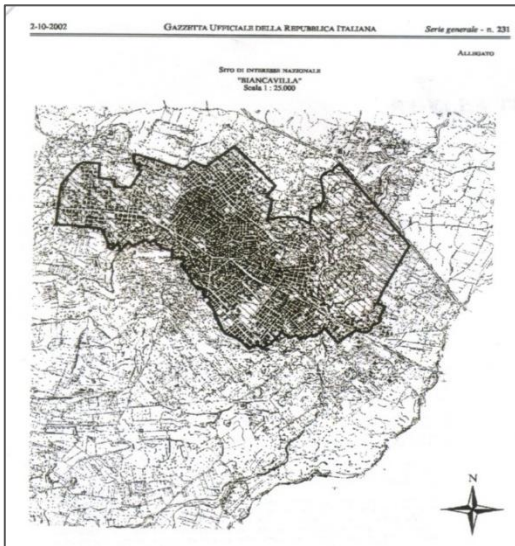 2-10-2002 GAZZETTA UFFICIALE DELLA REPUBBLICA ITALIANA Serie generale - n. 231
ALLEGATO
SITO DI INTERESSE NAZIONALE
"BIANCAVILLA"
Scala 1 : 25.000
N